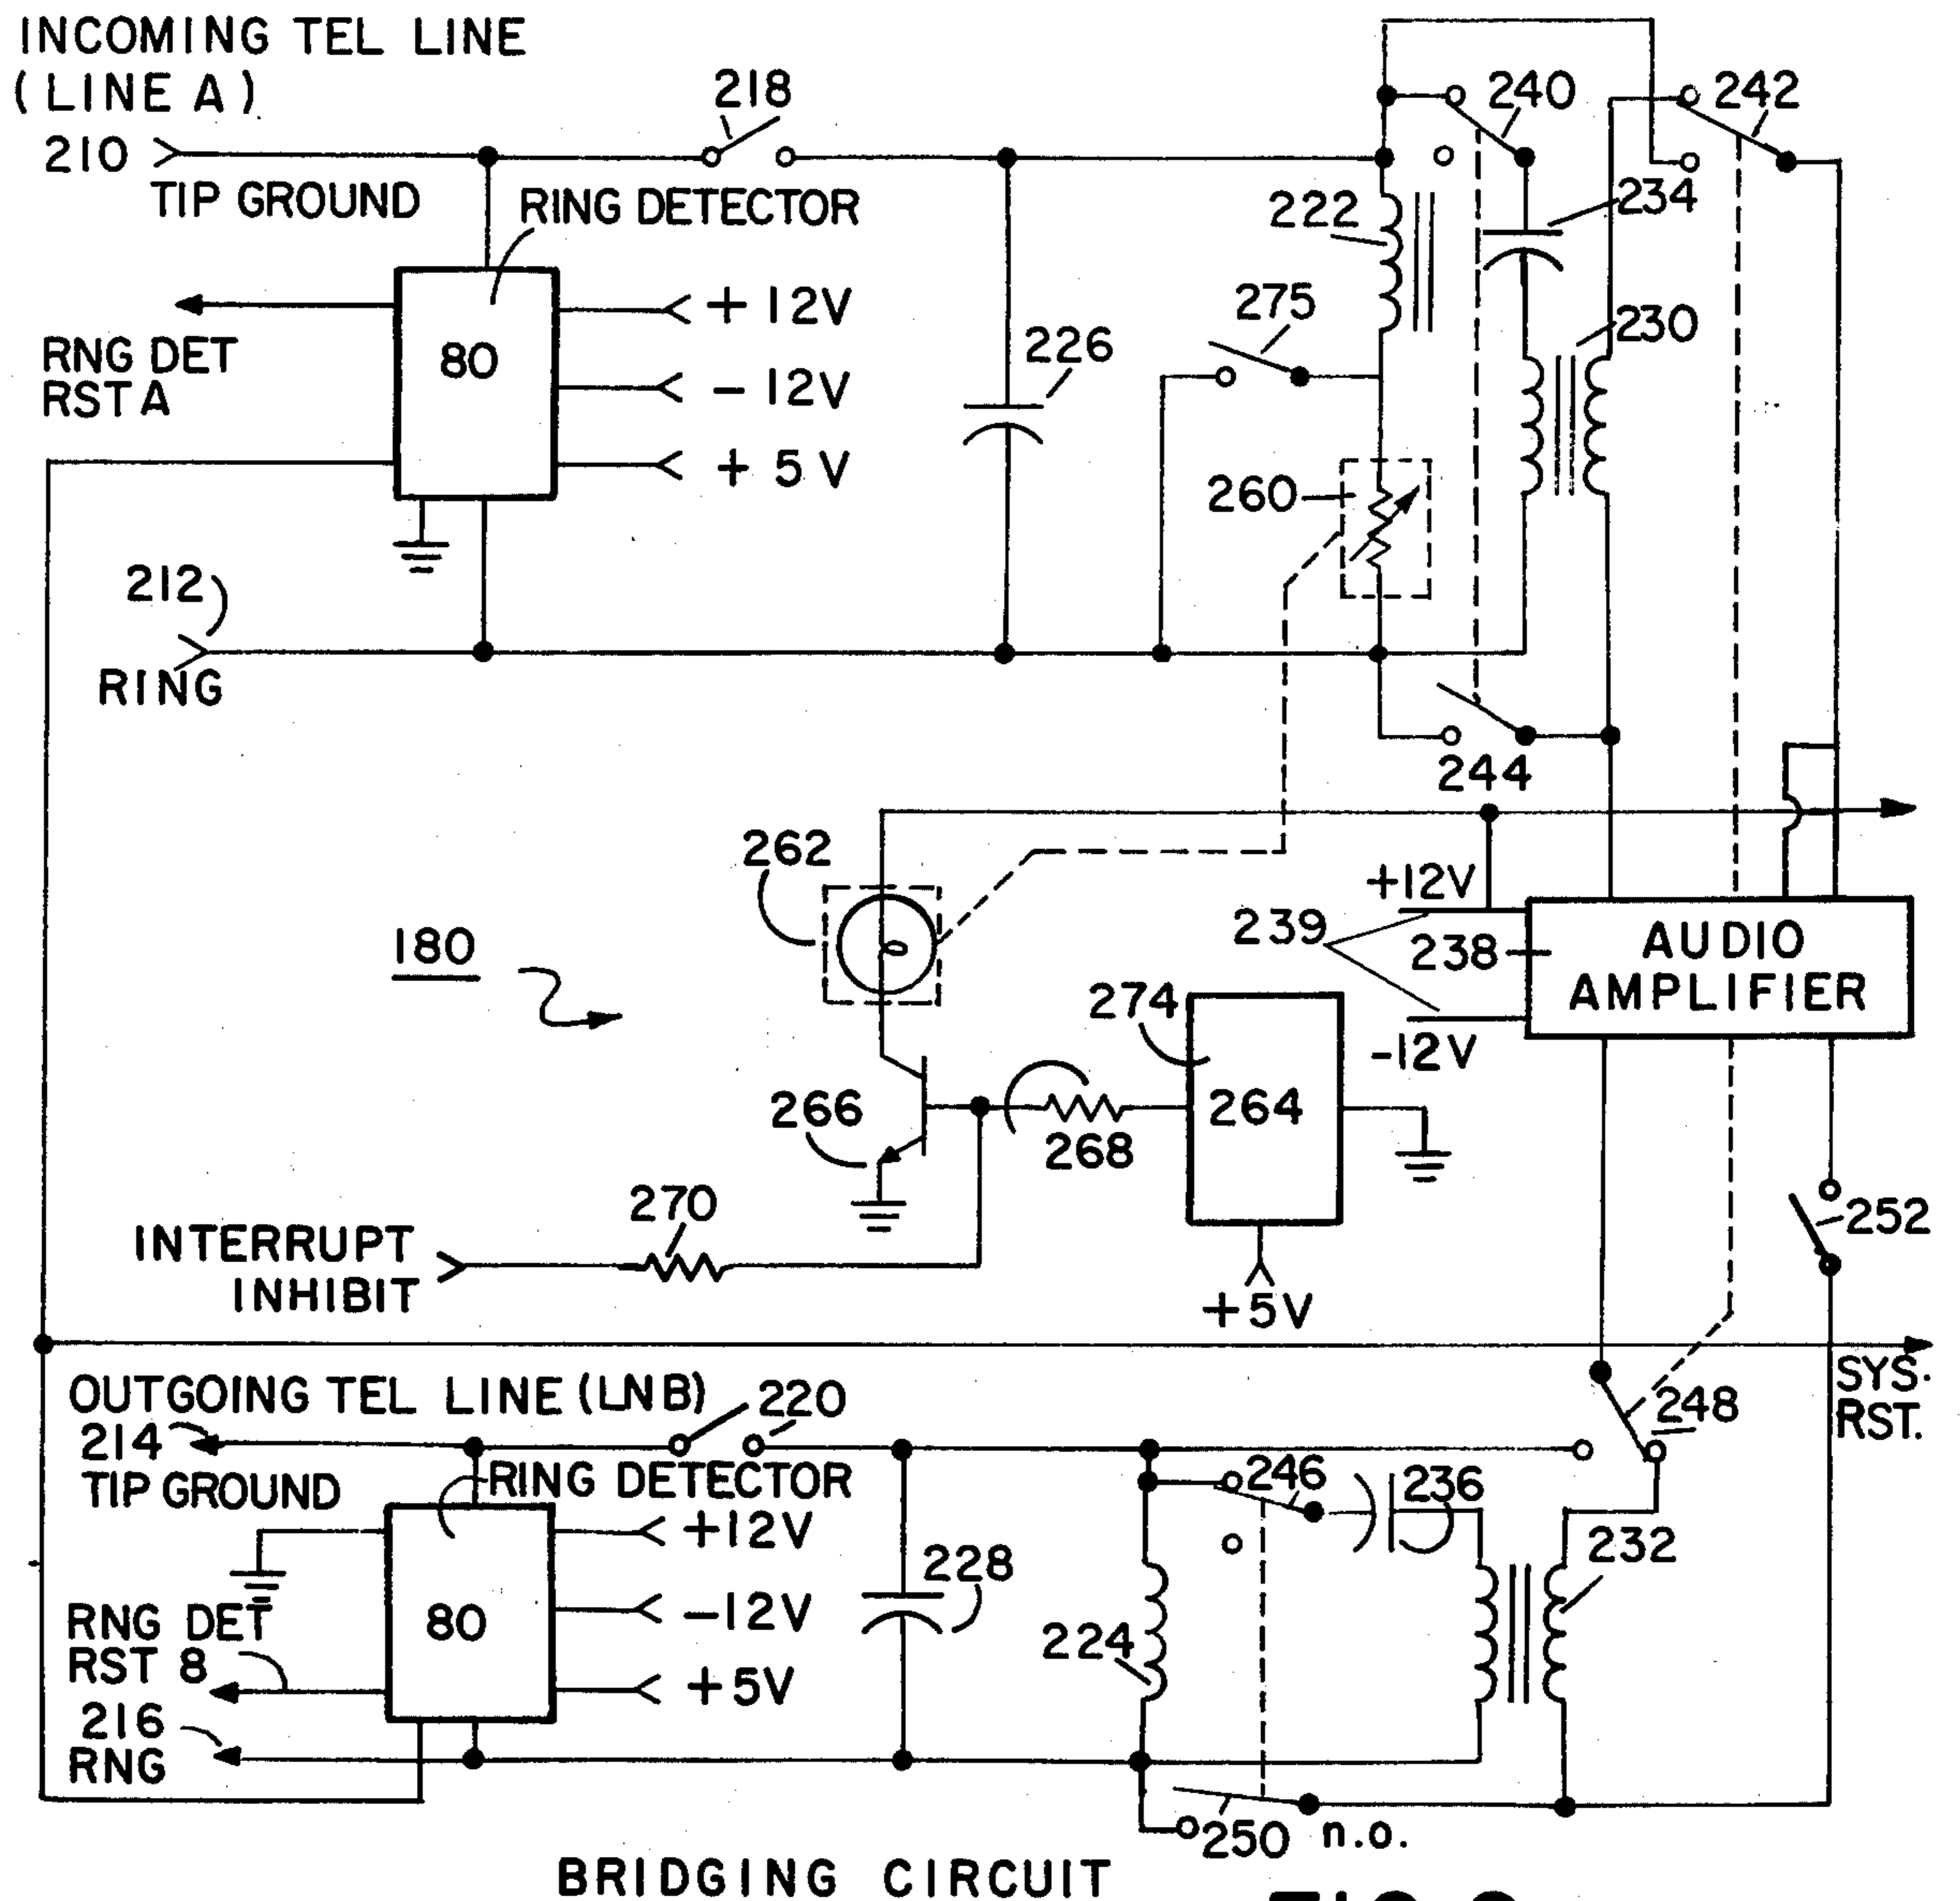 INCOMING TEL LINE
(LINE A)
210
TIP GROUND
218
RING DETECTOR
240
242
222
234
RNG DET
RST A
80
+12V
-12V
+5V
226
275
230
260
212
RING
244
262
+12V
239
238
-12V
AUDIO
AMPLIFIER
180
274
264
266
268
252
270
INTERRUPT
INHIBIT
+5V
SYS.
RST.
OUTGOING TEL LINE (LNB)
214
TIP GROUND
220
248
RING DETECTOR
246
236
+12V
-12V
+5V
80
228
232
RNG DET
RST 8
224
216
RNG
250 n.o.
BRIDGING CIRCUIT